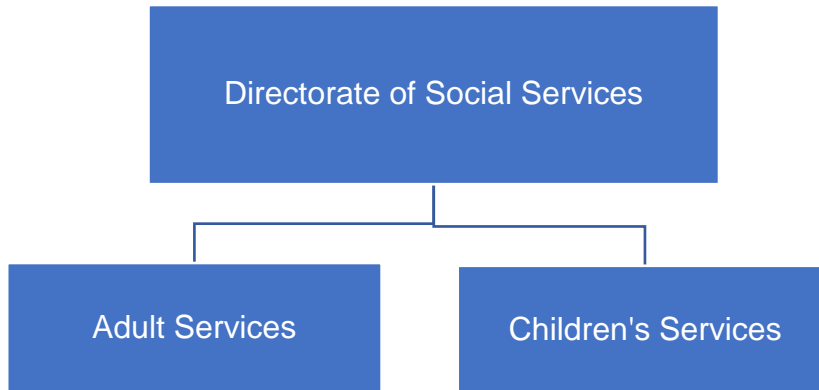 Directorate of Social Services
Adult Services
Children's Services